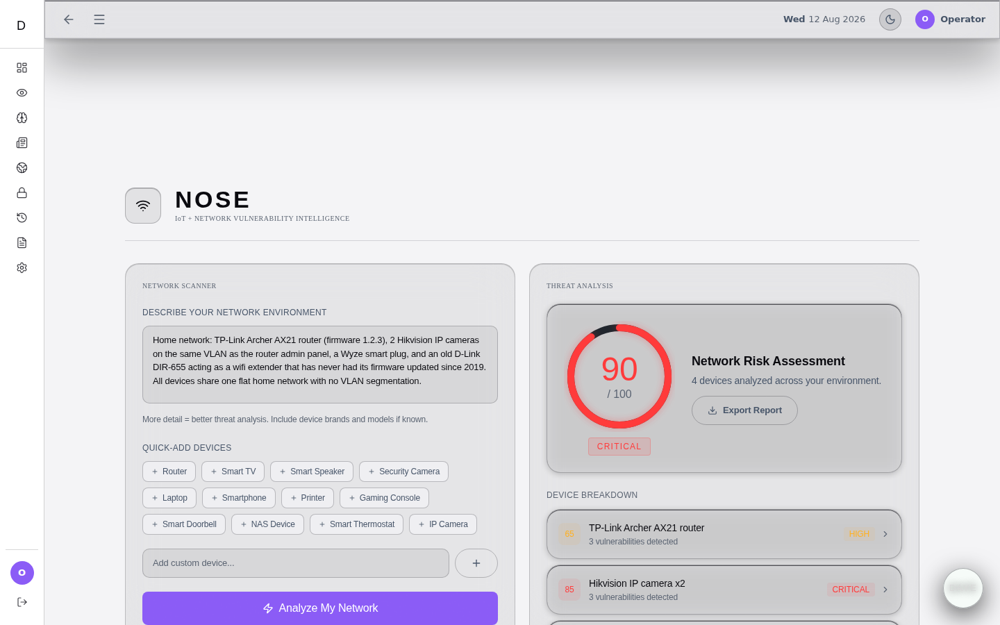 D
Wed 12 Aug 2026
O Operator
NOSE
IoT + NETWORK VULNERABILITY INTELLIGENCE
NETWORK SCANNER
DESCRIBE YOUR NETWORK ENVIRONMENT
Home network: TP-Link Archer AX21 router (firmware 1.2.3), 2 Hikvision IP cameras
on the same VLAN as the router admin panel, a Wyze smart plug, and an old D-Link
DIR-655 acting as a wifi extender that has never had its firmware updated since 2019.
All devices share one flat home network with no VLAN segmentation.
More detail = better threat analysis. Include device brands and models if known.
QUICK-ADD DEVICES
+ Router + Smart TV + Smart Speaker + Security Camera
+ Laptop + Smartphone + Printer + Gaming Console
+ Smart Doorbell + NAS Device + Smart Thermostat + IP Camera
Add custom device...
+
Analyze My Network
THREAT ANALYSIS
90
/ 100
CRITICAL
Network Risk Assessment
4 devices analyzed across your environment.
Export Report
DEVICE BREAKDOWN
65 TP-Link Archer AX21 router HIGH
3 vulnerabilities detected
85 Hikvision IP camera x2 CRITICAL
3 vulnerabilities detected
O